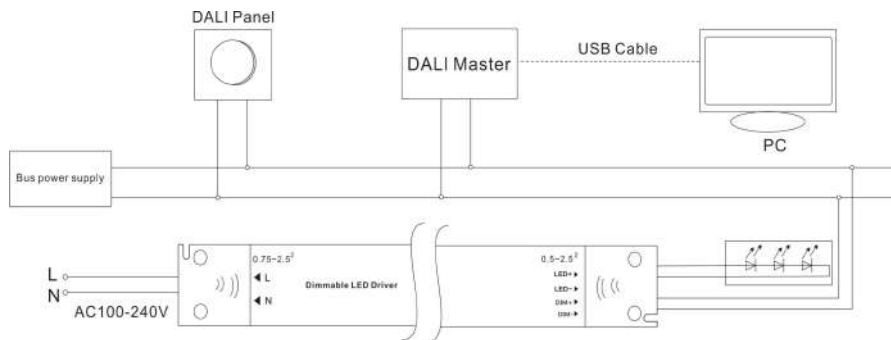 DALI Panel
DALI Master
USB Cable
PC
Bus power supply
L
N
AC100-240V
0.75-2.5²
◀ L
◀ N
Dimmable LED Driver
0.5-2.5²
LED+▶
LED-▶
DIM+▶
DIM-▶